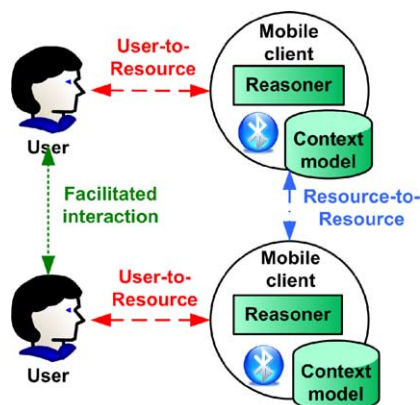 User-to-
Resource
Mobile
client
Reasoner
Context
model
User
Facilitated
interaction
Resource-to-
Resource
User-to-
Resource
Mobile
client
Reasoner
Context
model
User